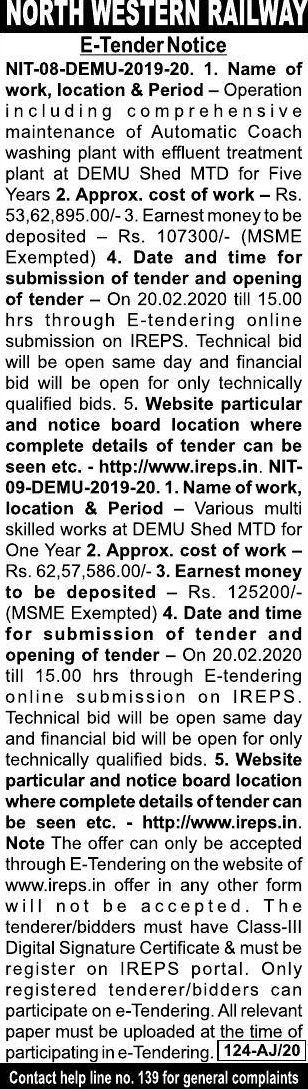 NORTH WESTERN RAILWAY
E-Tender Notice
NIT-08-DEMU-2019-20. 1. Name of
work, location & Period – Operation
including comprehensive
maintenance of Automatic Coach
washing plant with effluent treatment
plant at DEMU Shed MTD for Five
Years 2. Approx. cost of work – Rs.
53,62,895.00/- 3. Earnest money to be
deposited – Rs. 107300/- (MSME
Exempted) 4. Date and time for
submission of tender and opening
of tender – On 20.02.2020 till 15.00
hrs through E-tendering online
submission on IREPS. Technical bid
will be open same day and financial
bid will be open for only technically
qualified bids. 5. Website particular
and notice board location where
complete details of tender can be
seen etc. - http://www.ireps.in. NIT-
09-DEMU-2019-20. 1. Name of work,
location & Period – Various multi
skilled works at DEMU Shed MTD for
One Year 2. Approx. cost of work –
Rs. 62,57,586.00/- 3. Earnest money
to be deposited – Rs. 125200/-
(MSME Exempted) 4. Date and time
for submission of tender and
opening of tender – On 20.02.2020
till 15.00 hrs through E-tendering
online submission on IREPS.
Technical bid will be open same day
and financial bid will be open for only
technically qualified bids. 5. Website
particular and notice board location
where complete details of tender can
be seen etc. - http://www.ireps.in.
Note The offer can only be accepted
through E-Tendering on the website of
www.ireps.in offer in any other form
will not be accepted. The
tenderer/bidders must have Class-III
Digital Signature Certificate & must be
register on IREPS portal. Only
registered tenderer/bidders can
participate on e-Tendering. All relevant
paper must be uploaded at the time of
participating in e-Tendering. 124-AJ/20
Contact help line no. 139 for general complaints